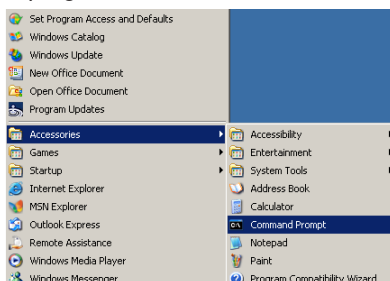 Set Program Access and Defaults
Windows Catalog
Windows Update
New Office Document
Open Office Document
Program Updates
Accessories
Games
Startup
Internet Explorer
MSN Explorer
Outlook Express
Remote Assistance
Windows Media Player
Windows Messenger
Accessibility
Entertainment
System Tools
Address Book
Calculator
Command Prompt
Notepad
Paint
Program Compatibility Wizard